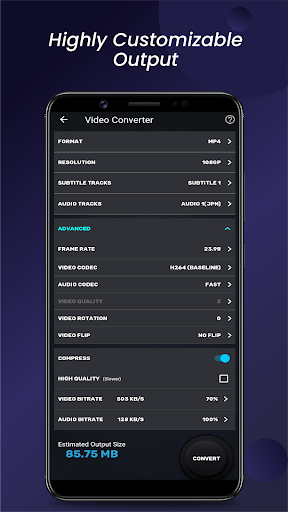 Highly Customizable
Output
Video Converter
FORMAT MP4
RESOLUTION 1080P
SUBTITLE TRACKS SUBTITLE 1
AUDIO TRACKS AUDIO 1(JPN)
ADVANCED
FRAME RATE 23.98
VIDEO CODEC H264 (BASELINE)
AUDIO CODEC FAST
VIDEO QUALITY 3
VIDEO ROTATION 0
VIDEO FLIP NO FLIP
COMPRESS
HIGH QUALITY (Slower)
VIDEO BITRATE 503 KB/S 70%
AUDIO BITRATE 128 KB/S 100%
Estimated Output Size
85.75 MB
CONVERT